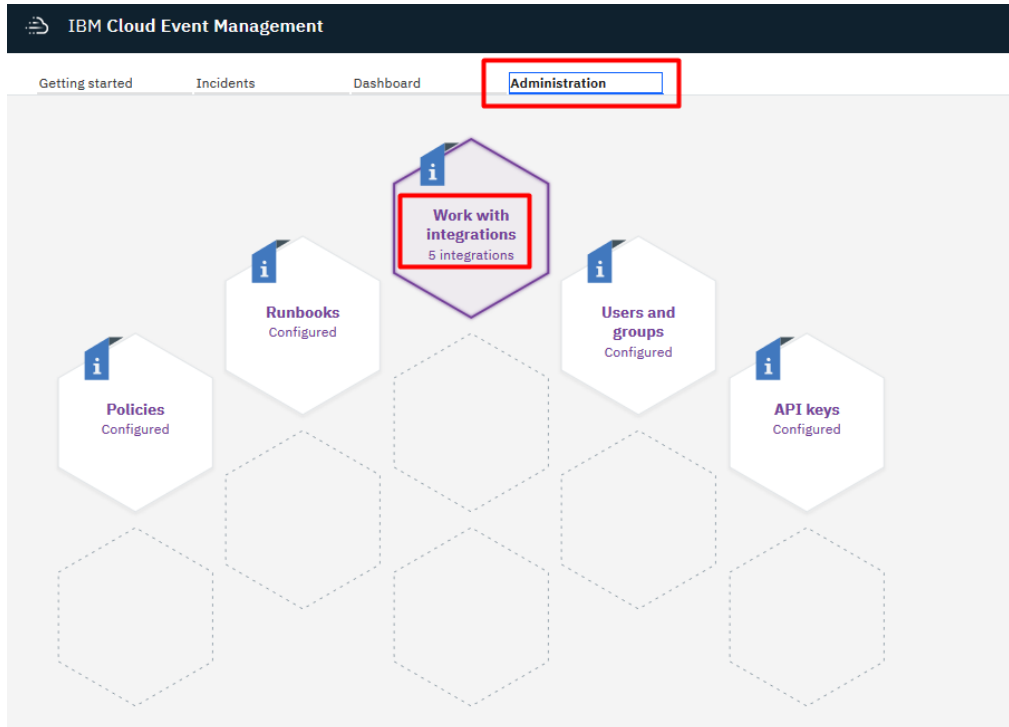 IBM Cloud Event Management
Getting started
Incidents
Dashboard
Administration
i
Work with
integrations
5 integrations
i
Runbooks
Configured
i
Users and
groups
Configured
i
Policies
Configured
i
API keys
Configured